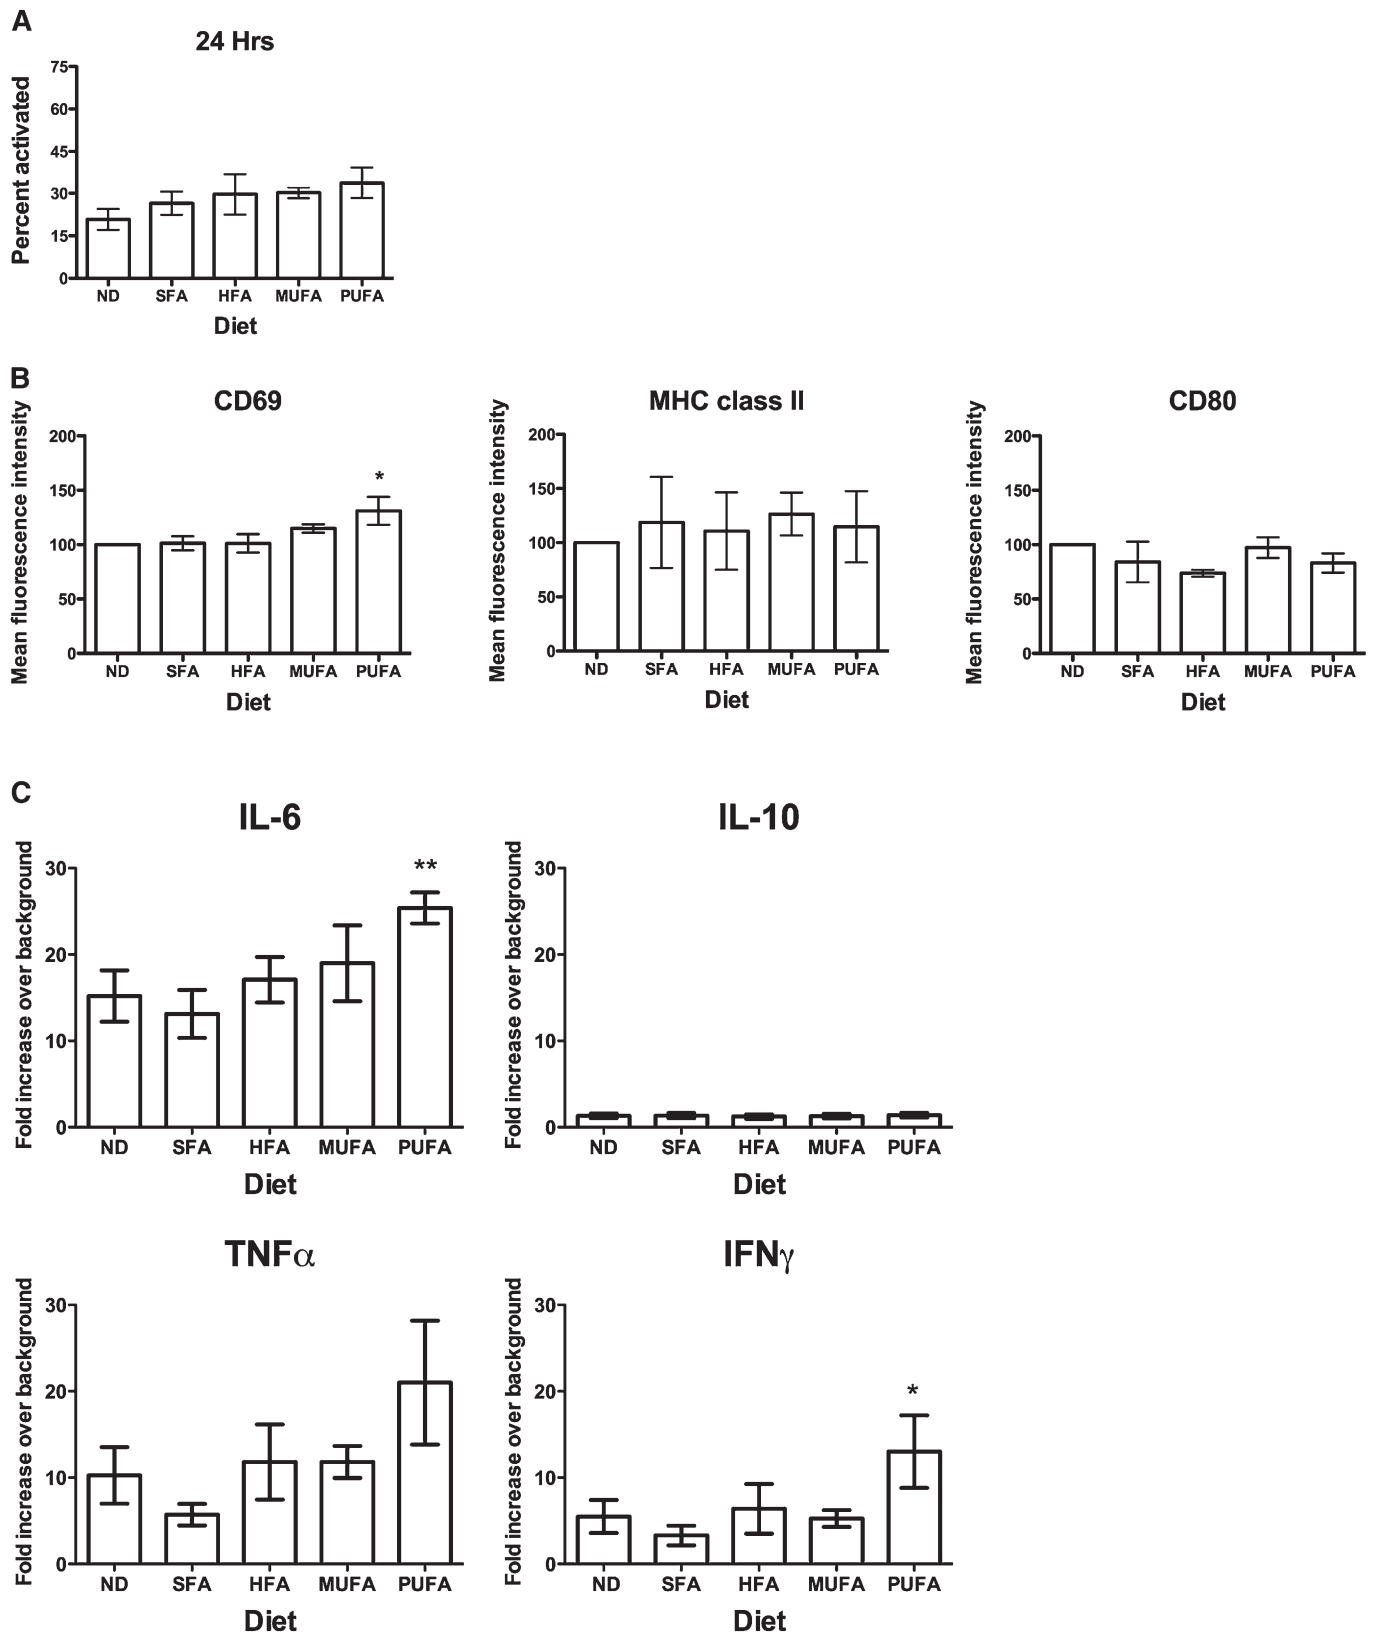 A
24 Hrs
Percent activated
75
60
45
30
15
0
ND SFA HFA MUFA PUFA
Diet
B
CD69
Mean fluorescence intensity
200
150
100
50
0
*
ND SFA HFA MUFA PUFA
Diet
MHC class II
Mean fluorescence intensity
200
150
100
50
0
ND SFA HFA MUFA PUFA
Diet
CD80
Mean fluorescence intensity
200
150
100
50
0
ND SFA HFA MUFA PUFA
Diet
C
IL-6
Fold increase over background
30
20
10
0
**
ND SFA HFA MUFA PUFA
Diet
IL-10
Fold increase over background
30
20
10
0
ND SFA HFA MUFA PUFA
Diet
TNFα
Fold increase over background
30
20
10
0
ND SFA HFA MUFA PUFA
Diet
IFNγ
Fold increase over background
30
20
10
0
*
ND SFA HFA MUFA PUFA
Diet